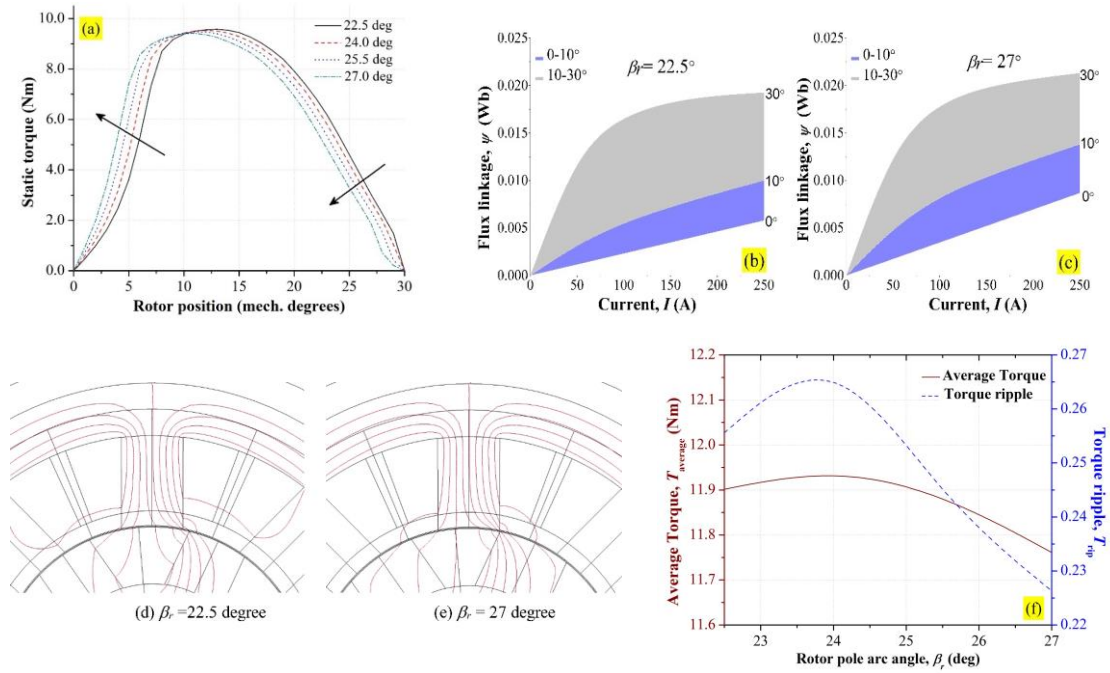 (a)
22.5 deg
24.0 deg
25.5 deg
27.0 deg
Static torque (Nm)
10.0
8.0
6.0
4.0
2.0
0.0
0 5 10 15 20 25 30
Rotor position (mech. degrees)
0-10°
10-30°
βr= 22.5°
Flux linkage, ψ (Wb)
0.025
0.020
0.015
0.010
0.005
0.000
30°
10°
0°
(b)
0 50 100 150 200 250
Current, I (A)
0-10°
10-30°
βr= 27°
Flux linkage, ψ (Wb)
0.025
0.020
0.015
0.010
0.005
0.000
30°
10°
0°
(c)
0 50 100 150 200 250
Current, I (A)
(d) βr =22.5 degree
(e) βr = 27 degree
Average Torque
Torque ripple
Average Torque, Taverage (Nm)
12.2
12.1
12.0
11.9
11.8
11.7
11.6
Torque ripple, Trip
0.27
0.26
0.25
0.24
0.23
0.22
(f)
23 24 25 26 27
Rotor pole arc angle, βr (deg)